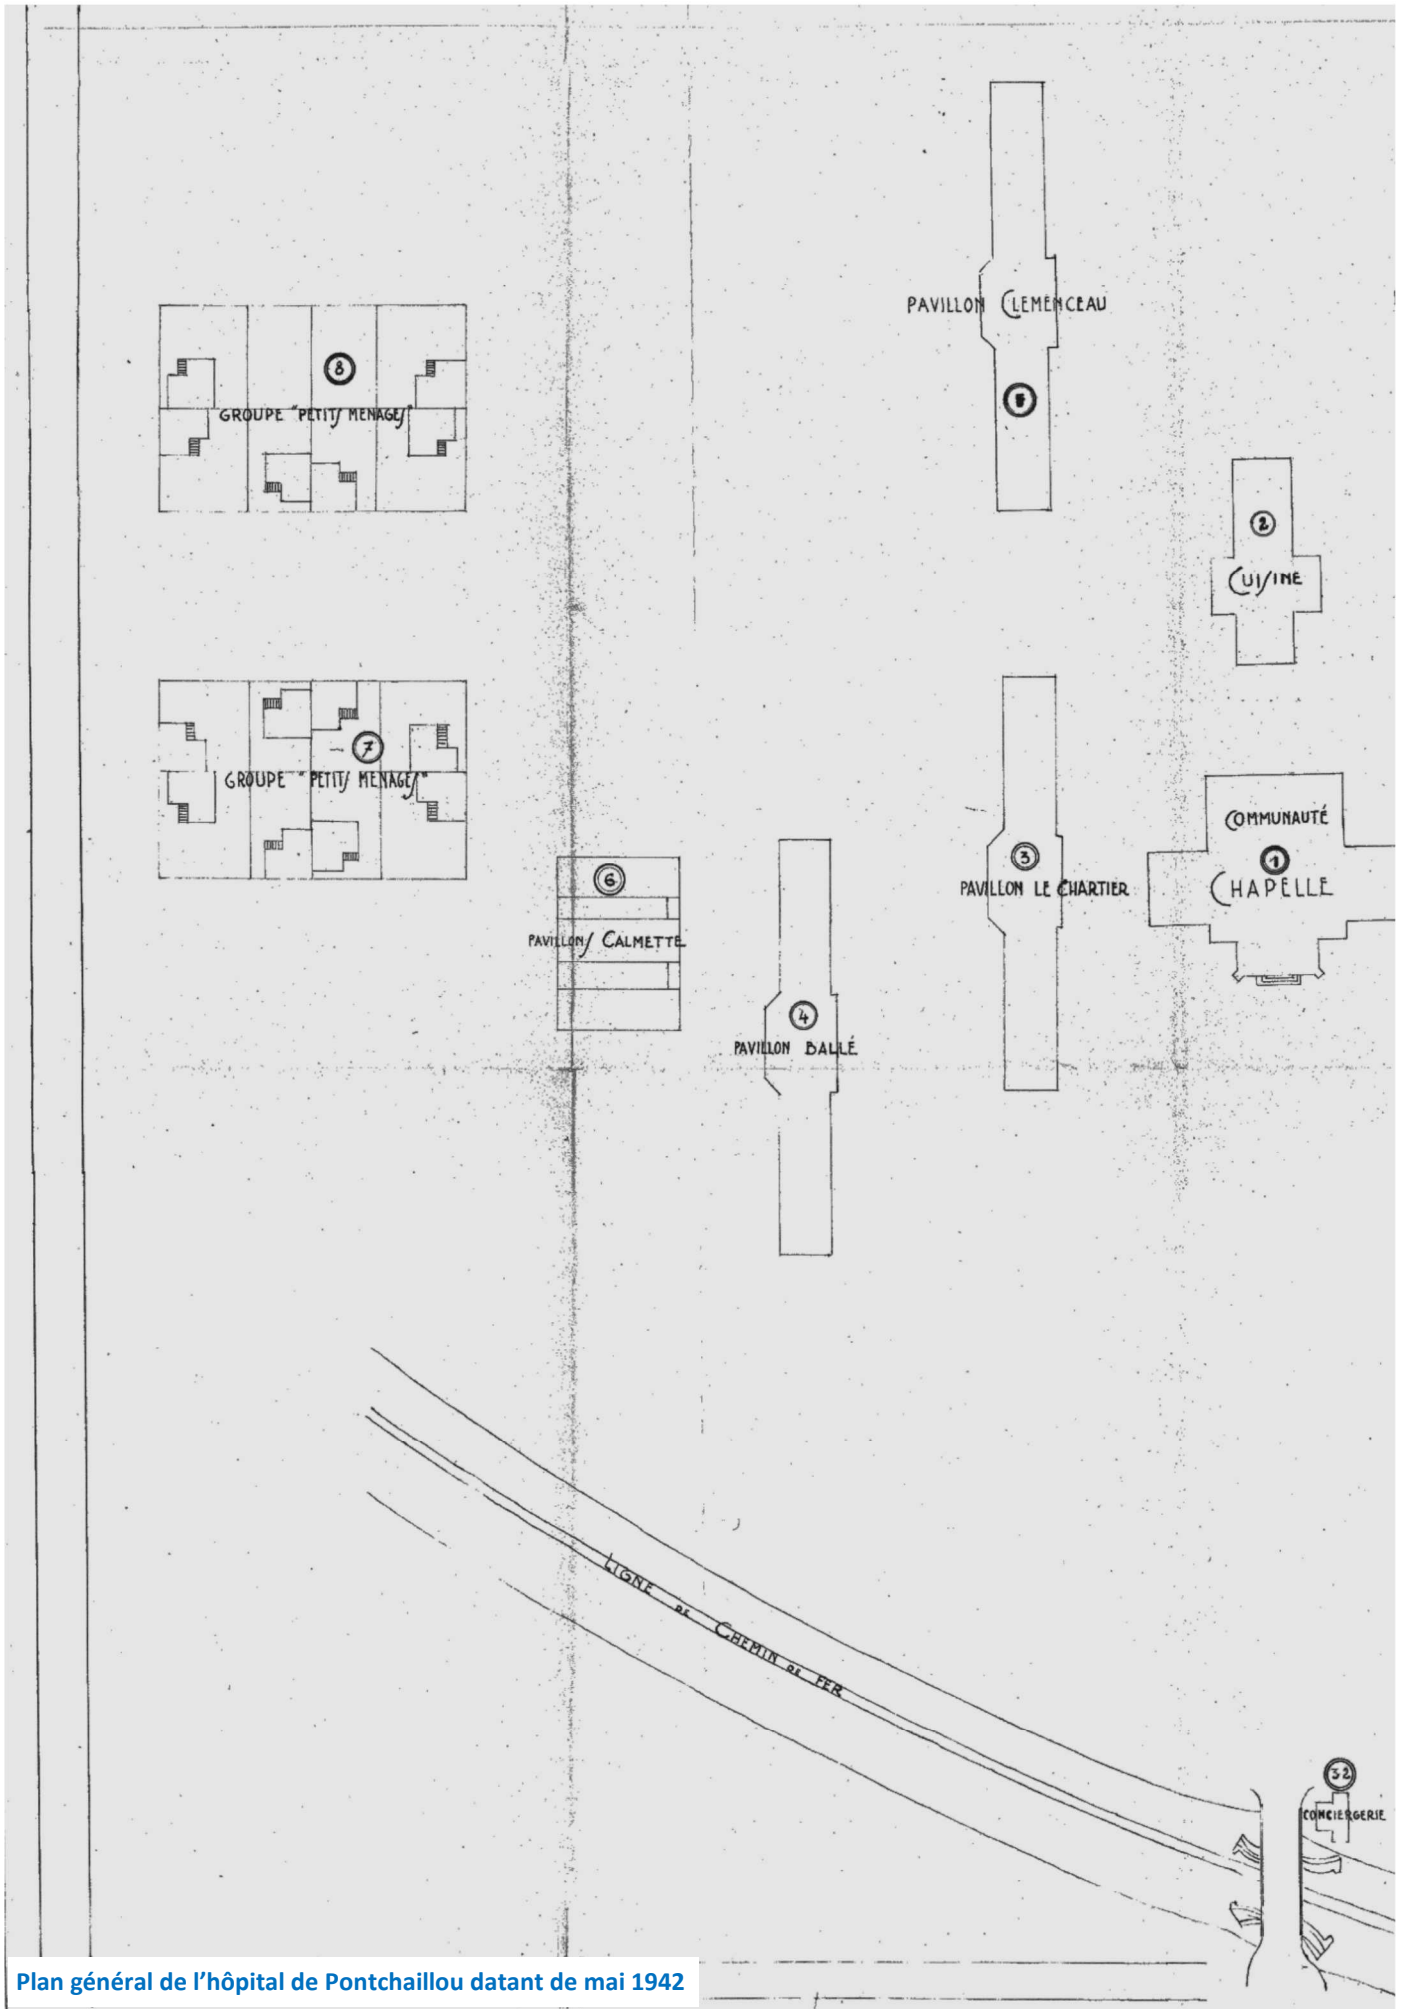 PAVILLON CLEMENCEAU
8
GROUPE "PETITS MENAGES"
2
CUISINE
7
GROUPE "PETITS MENAGES"
COMMUNAUTÉ
1
CHAPELLE
3
PAVILLON LE CHARTIER
6
PAVILLONS CALMETTE
4
PAVILLON BALLÉ
LIGNE DE CHEMIN DE FER
32
CONCIERGERIE
Plan général de l'hôpital de Pontchaillou datant de mai 1942